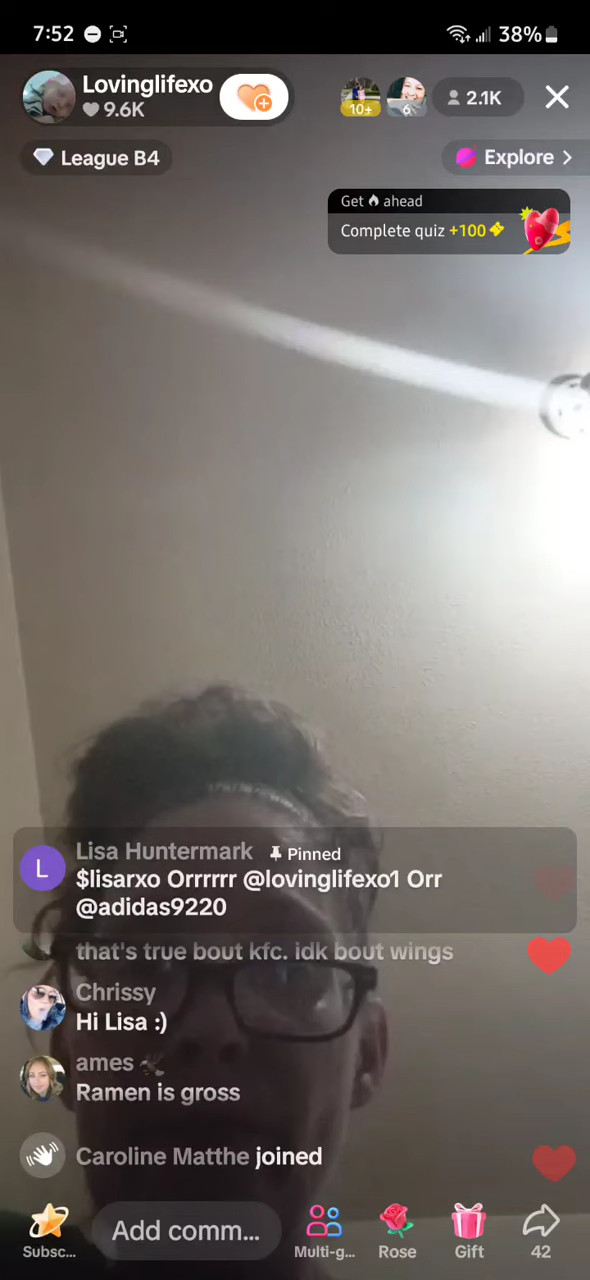 7:52
38%
Lovinglifexo
9.6K
10+
6
2.1K
League B4
Explore >
Get ahead
Complete quiz +100
Lisa Huntermark Pinned
L
$lisarxo Orrrrrr @lovinglifexo1 Orr
@adidas9220
that's true bout kfc. idk bout wings
Chrissy
Hi Lisa :)
ames
Ramen is gross
Caroline Matthe joined
Add comm...
Subsc...
Multi-g...
Rose
Gift
42